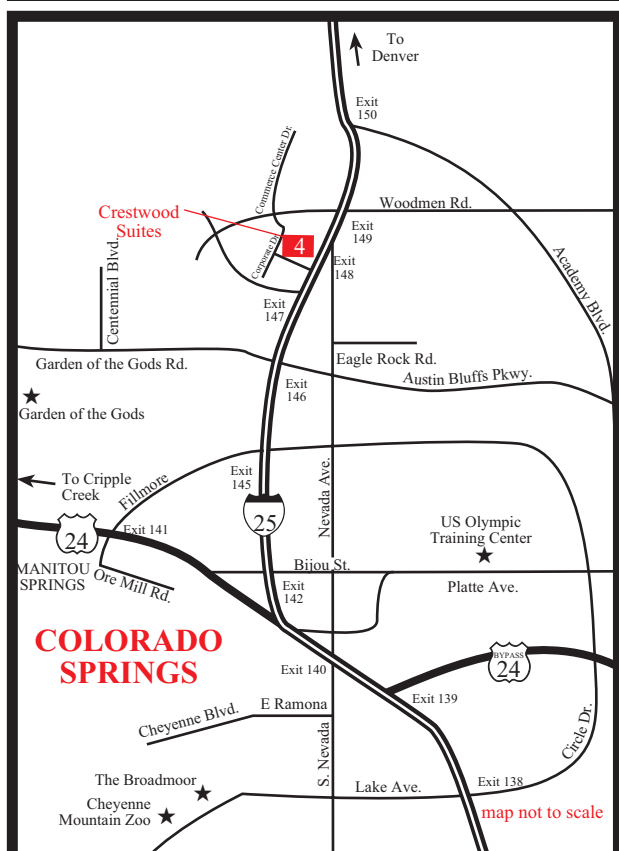 To
Denver
Exit
150
Commerce Center Dr.
Woodmen Rd.
Crestwood
Suites
4
Corporate Dr.
Exit
149
Exit
148
Academy Blvd.
Centennial Blvd.
Exit
147
Garden of the Gods Rd.
Eagle Rock Rd.
Austin Bluffs Pkwy.
Exit
146
Garden of the Gods
To Cripple
Creek
Fillmore
Exit
145
Nevada Ave.
25
24
Exit 141
US Olympic
Training Center
MANITOU
SPRINGS
Ore Mill Rd.
Bijou St.
Platte Ave.
Exit
142
COLORADO
SPRINGS
Exit 140
BYPASS
24
Exit 139
Cheyenne Blvd.
E Ramona
S. Nevada
Circle Dr.
The Broadmoor
Cheyenne
Mountain Zoo
Lake Ave.
Exit 138
map not to scale